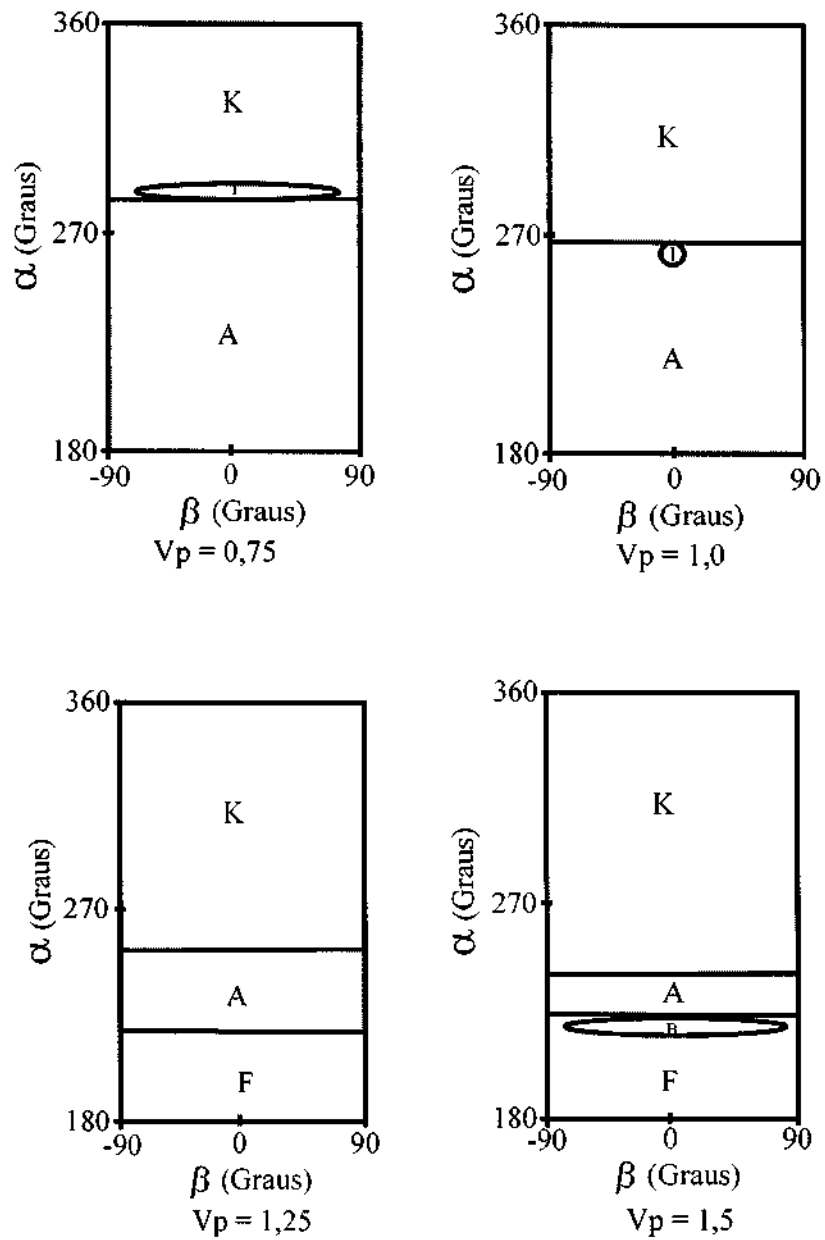 360
K
I
α (Graus)
270
A
180
-90 0 90
β (Graus)
Vp = 0,75
360
K
α (Graus)
270
I
A
180
-90 0 90
β (Graus)
Vp = 1,0
360
K
α (Graus)
270
A
F
180
-90 0 90
β (Graus)
Vp = 1,25
360
K
α (Graus)
270
A
B
F
180
-90 0 90
β (Graus)
Vp = 1,5